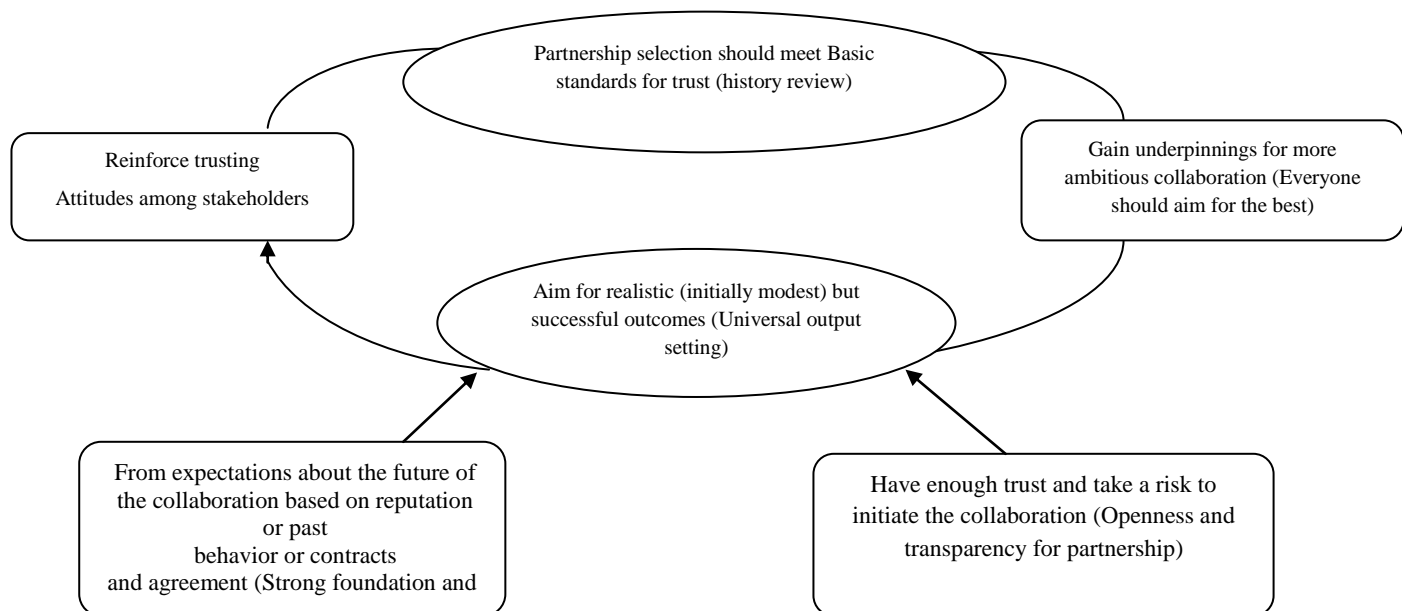 Partnership selection should meet Basic
standards for trust (history review)
Reinforce trusting
Attitudes among stakeholders
Gain underpinnings for more
ambitious collaboration (Everyone
should aim for the best)
Aim for realistic (initially modest) but
successful outcomes (Universal output
setting)
From expectations about the future of
the collaboration based on reputation
or past
behavior or contracts
and agreement (Strong foundation and
Have enough trust and take a risk to
initiate the collaboration (Openness and
transparency for partnership)